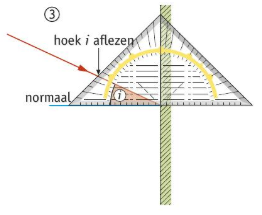 ③
hoek i aflezen
normaal
i